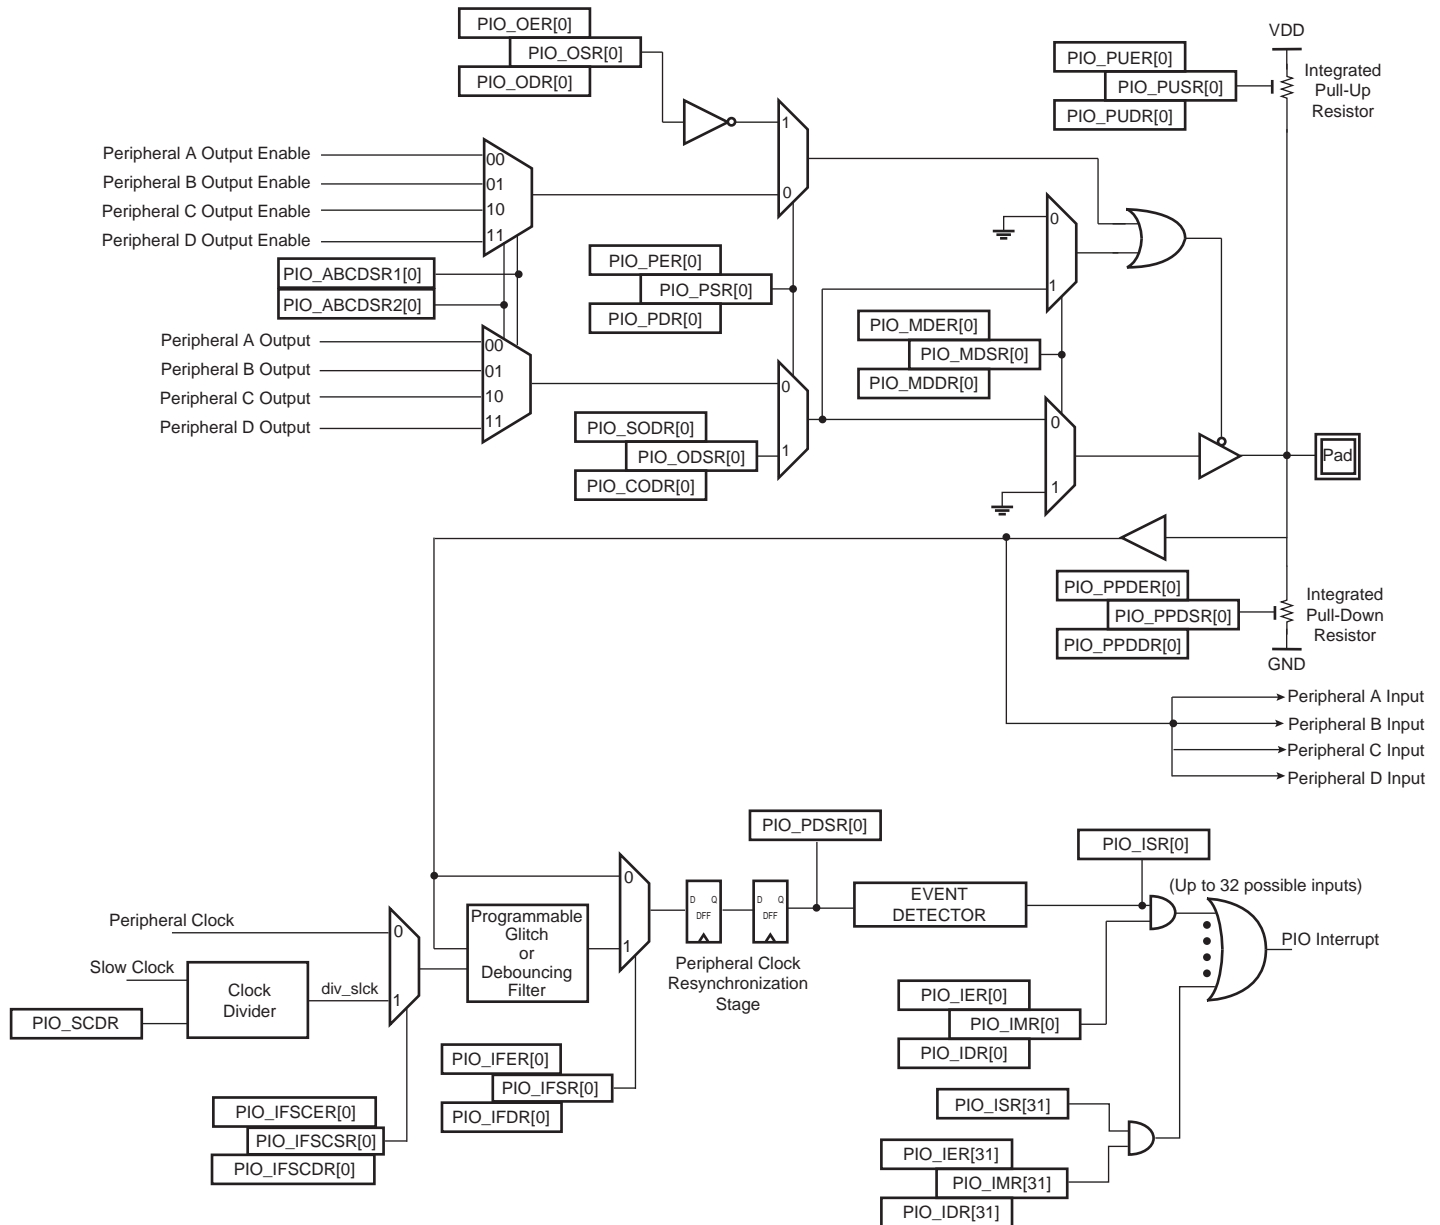 PIO_OER[0]
PIO_OSR[0]
PIO_ODR[0]
1
0
Peripheral A Output Enable
Peripheral B Output Enable
Peripheral C Output Enable
Peripheral D Output Enable
00
01
10
11
PIO_ABCDSR1[0]
PIO_ABCDSR2[0]
Peripheral A Output
Peripheral B Output
Peripheral C Output
Peripheral D Output
00
01
10
11
PIO_PER[0]
PIO_PSR[0]
PIO_PDR[0]
0
1
PIO_SODR[0]
PIO_ODSR[0]
PIO_CODR[0]
0
1
PIO_MDER[0]
PIO_MDSR[0]
PIO_MDDR[0]
0
1
PIO_PUER[0]
PIO_PUSR[0]
PIO_PUDR[0]
VDD
Integrated
Pull-Up
Resistor
Pad
PIO_PPDER[0]
PIO_PPDSR[0]
PIO_PPDDR[0]
Integrated
Pull-Down
Resistor
GND
Peripheral A Input
Peripheral B Input
Peripheral C Input
Peripheral D Input
Peripheral Clock
Slow Clock
PIO_SCDR
Clock
Divider
div_slck
0
1
PIO_IFSCER[0]
PIO_IFSCSR[0]
PIO_IFSCDR[0]
Programmable
Glitch
or
Debouncing
Filter
0
1
PIO_IFER[0]
PIO_IFSR[0]
PIO_IFDR[0]
D Q
DFF
D Q
DFF
Peripheral Clock
Resynchronization
Stage
PIO_PDSR[0]
EVENT
DETECTOR
PIO_ISR[0]
(Up to 32 possible inputs)
PIO Interrupt
PIO_IER[0]
PIO_IMR[0]
PIO_IDR[0]
PIO_ISR[31]
PIO_IER[31]
PIO_IMR[31]
PIO_IDR[31]